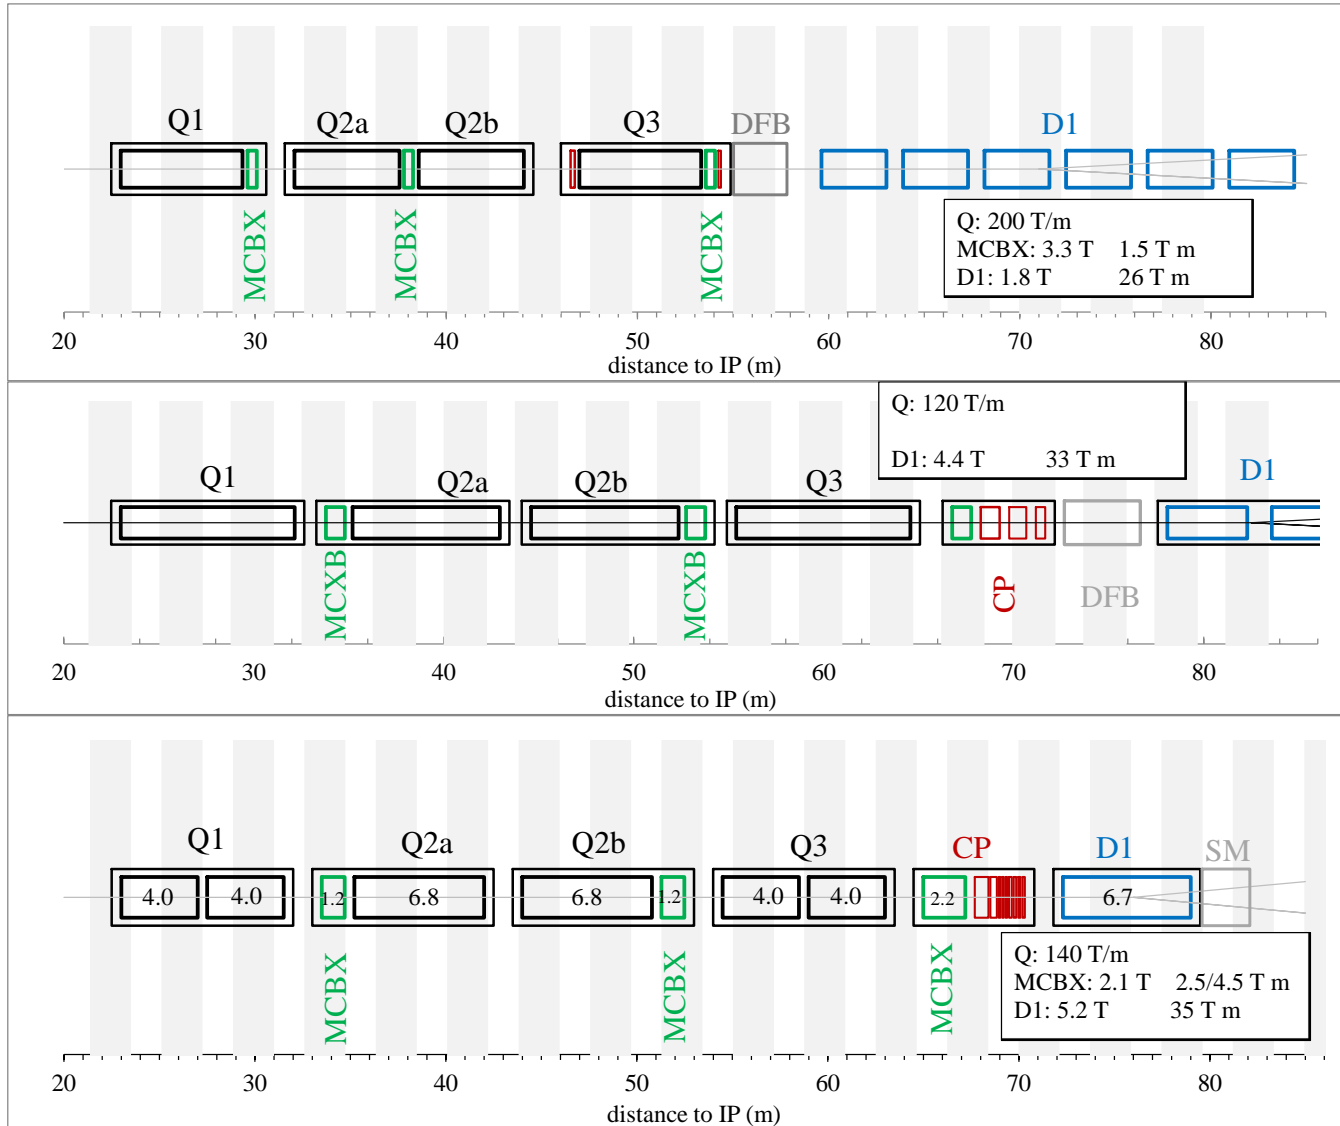 Q1 Q2a Q2b Q3 DFB D1
MCBX MCBX MCBX
Q: 200 T/m
MCBX: 3.3 T 1.5 T m
D1: 1.8 T 26 T m
20 30 40 50 60 70 80
distance to IP (m)
Q: 120 T/m
D1: 4.4 T 33 T m
Q1 Q2a Q2b Q3 D1
MCXB MCXB CP DFB
20 30 40 50 60 70 80
distance to IP (m)
Q1 Q2a Q2b Q3 CP D1 SM
4.0 4.0 1.2 6.8 6.8 1.2 4.0 4.0 2.2 6.7
MCBX MCBX MCBX
Q: 140 T/m
MCBX: 2.1 T 2.5/4.5 T m
D1: 5.2 T 35 T m
20 30 40 50 60 70 80
distance to IP (m)